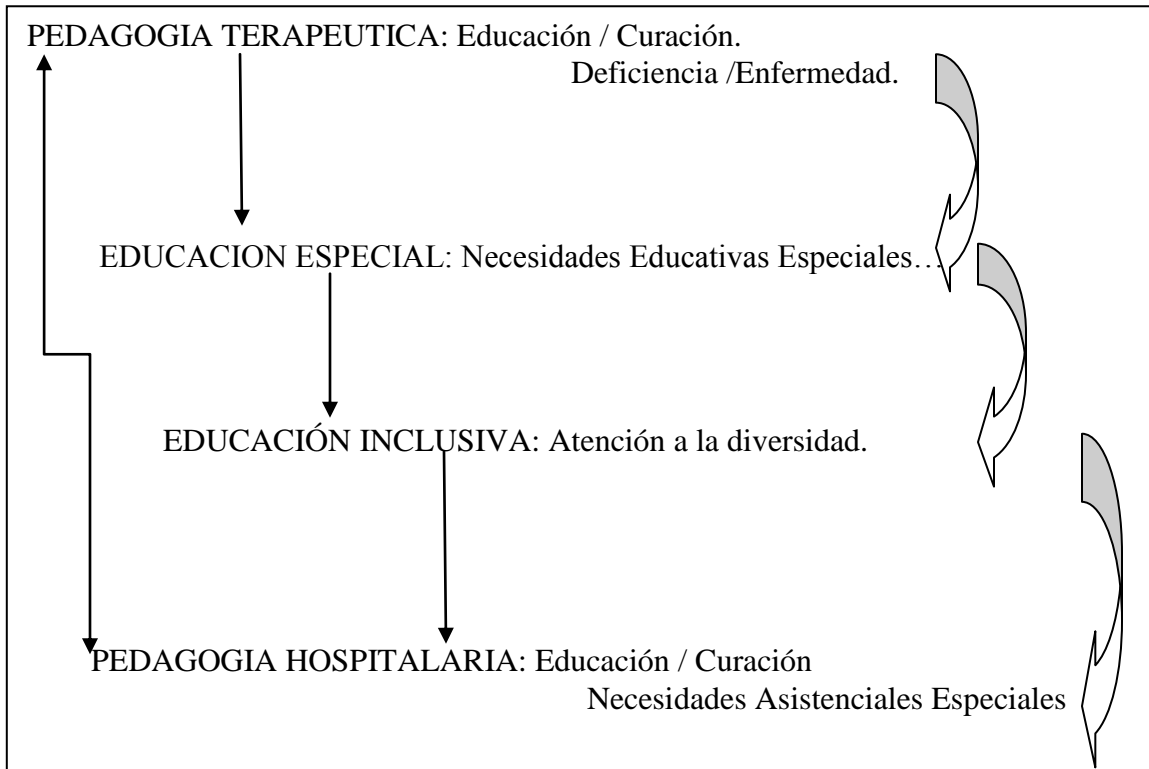 PEDAGOGIA TERAPEUTICA: Educación / Curación.
Deficiencia /Enfermedad.
EDUCACION ESPECIAL: Necesidades Educativas Especiales…
EDUCACIÓN INCLUSIVA: Atención a la diversidad.
PEDAGOGIA HOSPITALARIA: Educación / Curación
Necesidades Asistenciales Especiales